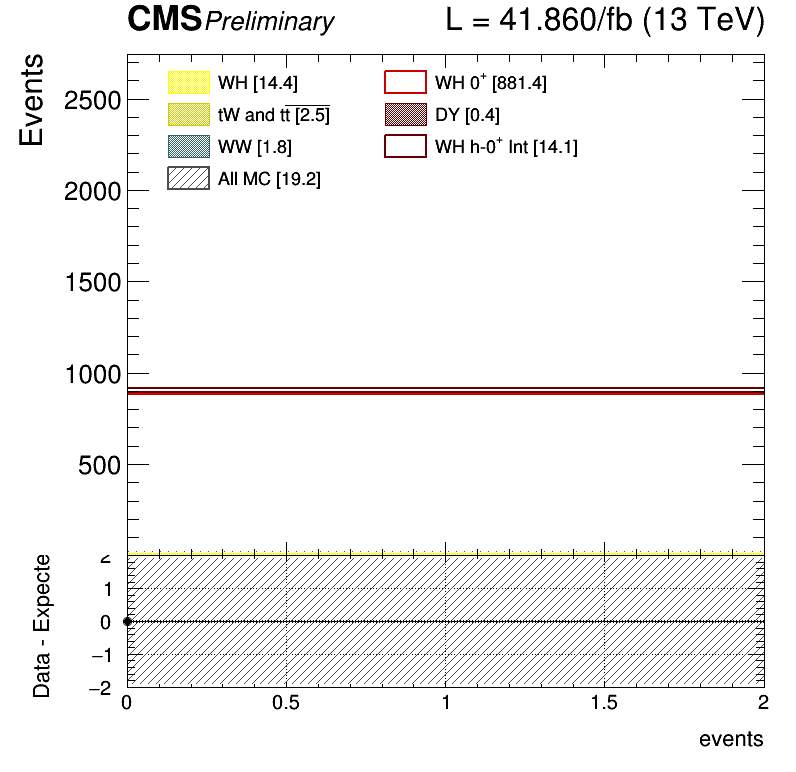 CMS Preliminary L = 41.860/fb (13 TeV)
Events
WH [14.4] WH 0⁺ [881.4]
tW and tt̅ [2.5] DY [0.4]
WW [1.8] WH h-0⁺ Int [14.1]
All MC [19.2]
2500
2000
1500
1000
500
Data - Expecte
2
1
0
−1
−2
0 0.5 1 1.5 2
events